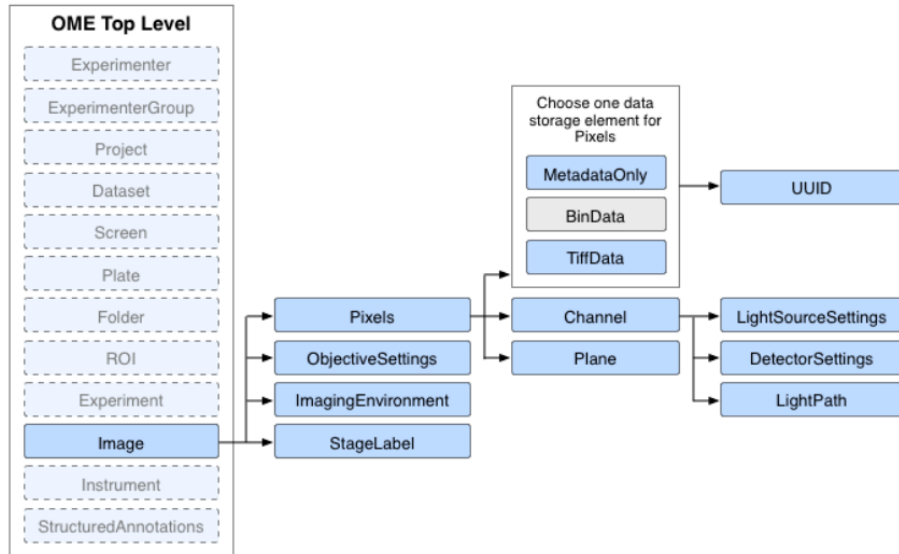 OME Top Level
Experimenter
ExperimenterGroup
Project
Dataset
Screen
Plate
Folder
ROI
Experiment
Image
Instrument
StructuredAnnotations
Pixels
ObjectiveSettings
ImagingEnvironment
StageLabel
Choose one data
storage element for
Pixels
MetadataOnly
BinData
TiffData
Channel
Plane
UUID
LightSourceSettings
DetectorSettings
LightPath